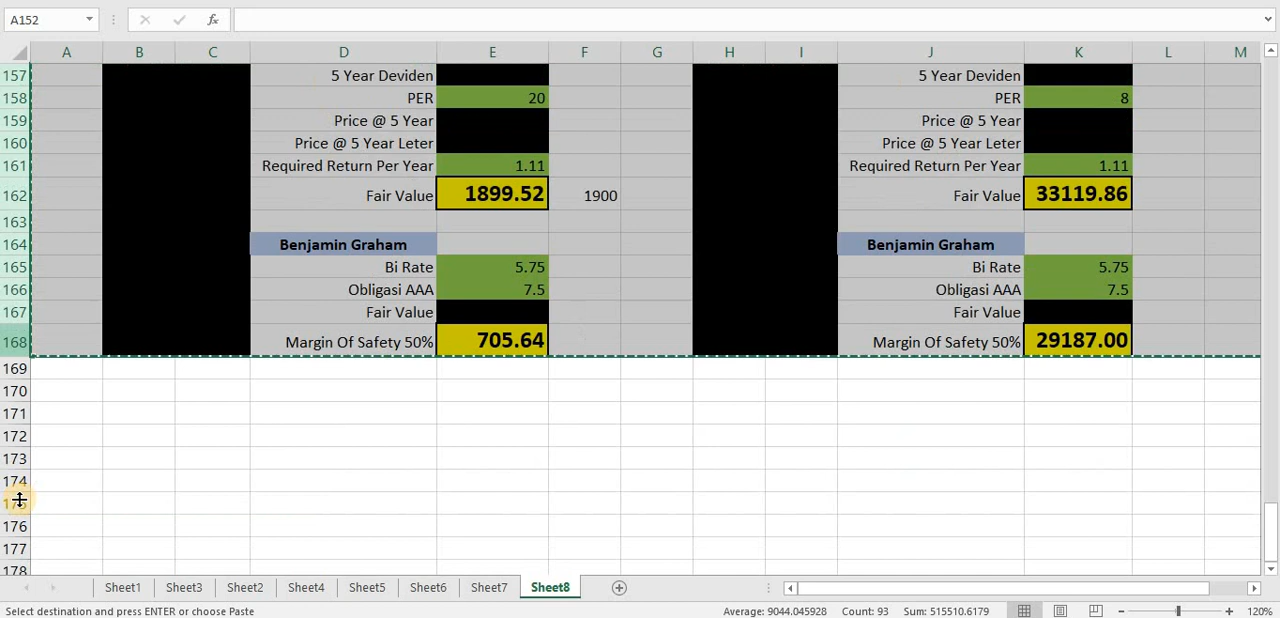 A152
fx
A B C D E F G H I J K L M
157 5 Year Deviden 5 Year Deviden
158 PER 20 PER 8
159 Price @ 5 Year Price @ 5 Year
160 Price @ 5 Year Leter Price @ 5 Year Leter
161 Required Return Per Year 1.11 Required Return Per Year 1.11
162 Fair Value 1899.52 1900 Fair Value 33119.86
163
164 Benjamin Graham Benjamin Graham
165 Bi Rate 5.75 Bi Rate 5.75
166 Obligasi AAA 7.5 Obligasi AAA 7.5
167 Fair Value Fair Value
168 Margin Of Safety 50% 705.64 Margin Of Safety 50% 29187.00
169
170
171
172
173
174
175
176
177
178
Sheet1 Sheet3 Sheet2 Sheet4 Sheet5 Sheet6 Sheet7 Sheet8
Select destination and press ENTER or choose Paste Average: 9044.045928 Count: 93 Sum: 515510.6179 120%